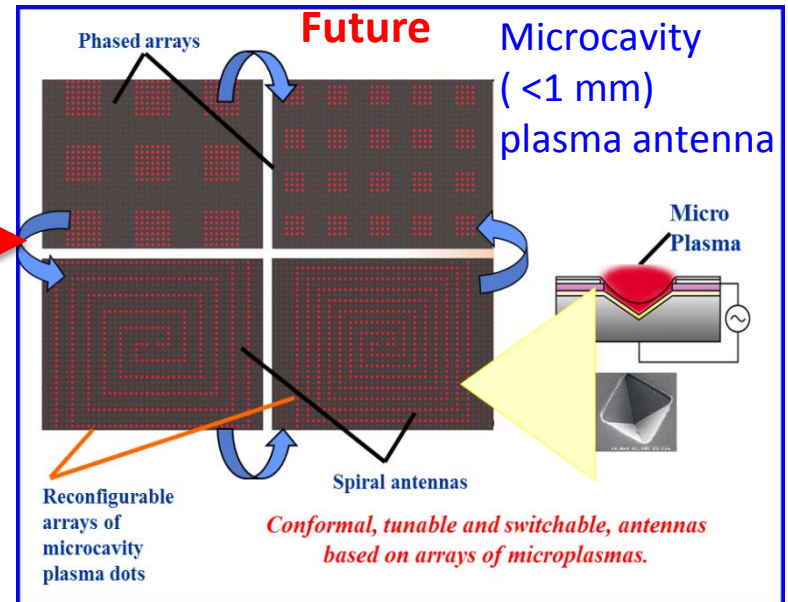 Future
Microcavity
( <1 mm)
plasma antenna
Phased arrays
Micro
Plasma
Spiral antennas
Reconfigurable
arrays of
microcavity
plasma dots
Conformal, tunable and switchable, antennas
based on arrays of microplasmas.